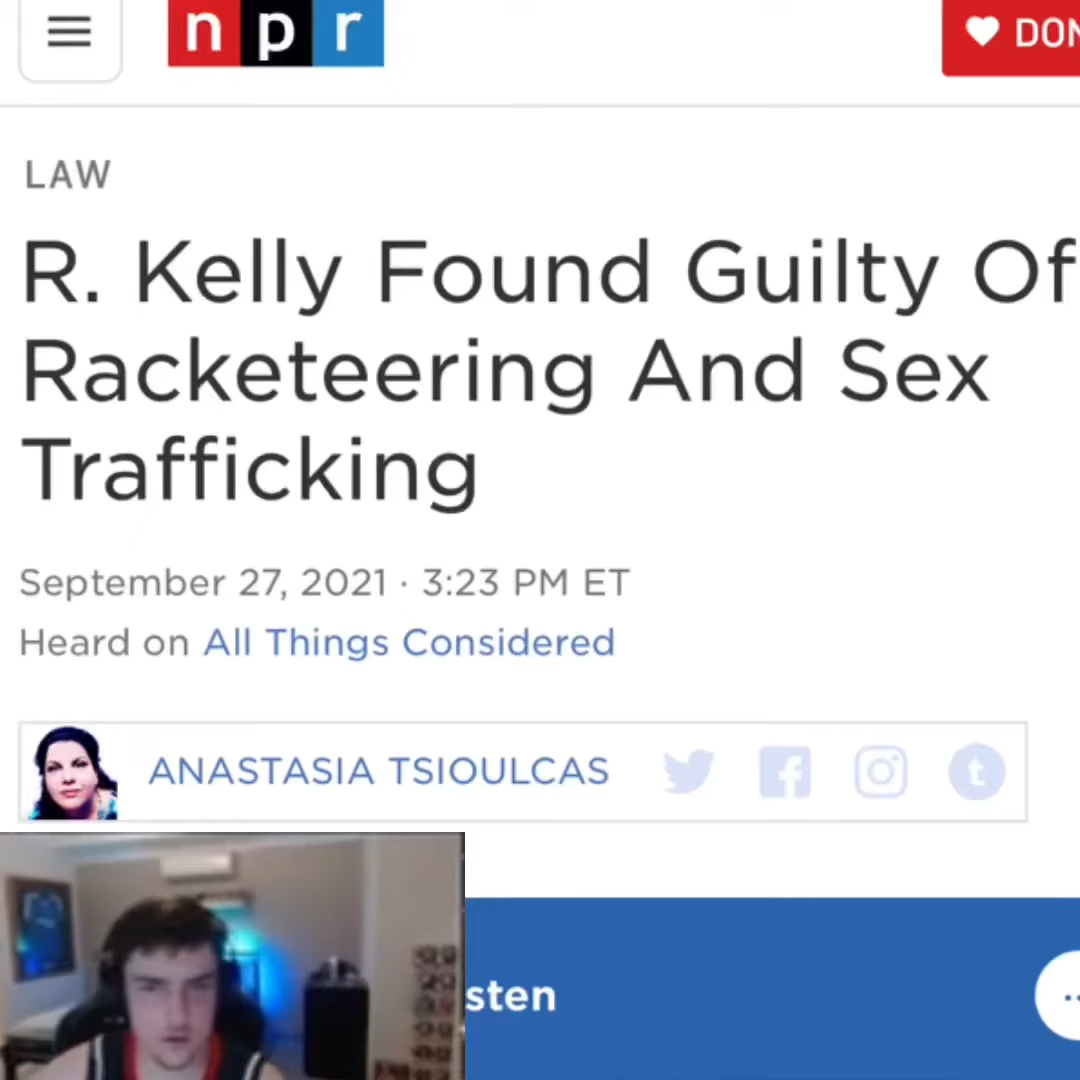 npr
DON
LAW
R. Kelly Found Guilty Of
Racketeering And Sex
Trafficking
September 27, 2021 · 3:23 PM ET
Heard on All Things Considered
ANASTASIA TSIOULCAS
sten